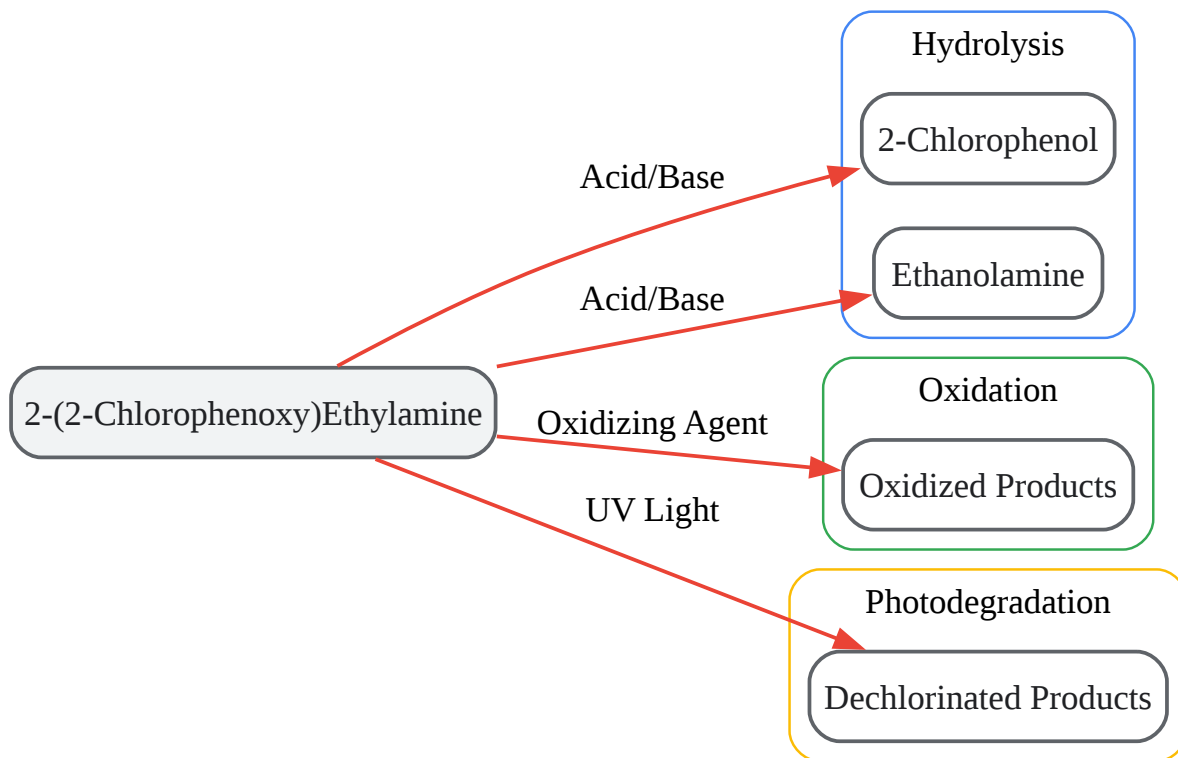 Hydrolysis
2-Chlorophenol
Acid/Base
Ethanolamine
Acid/Base
2-(2-Chlorophenoxy)Ethylamine
Oxidation
Oxidizing Agent
Oxidized Products
UV Light
Photodegradation
Dechlorinated Products